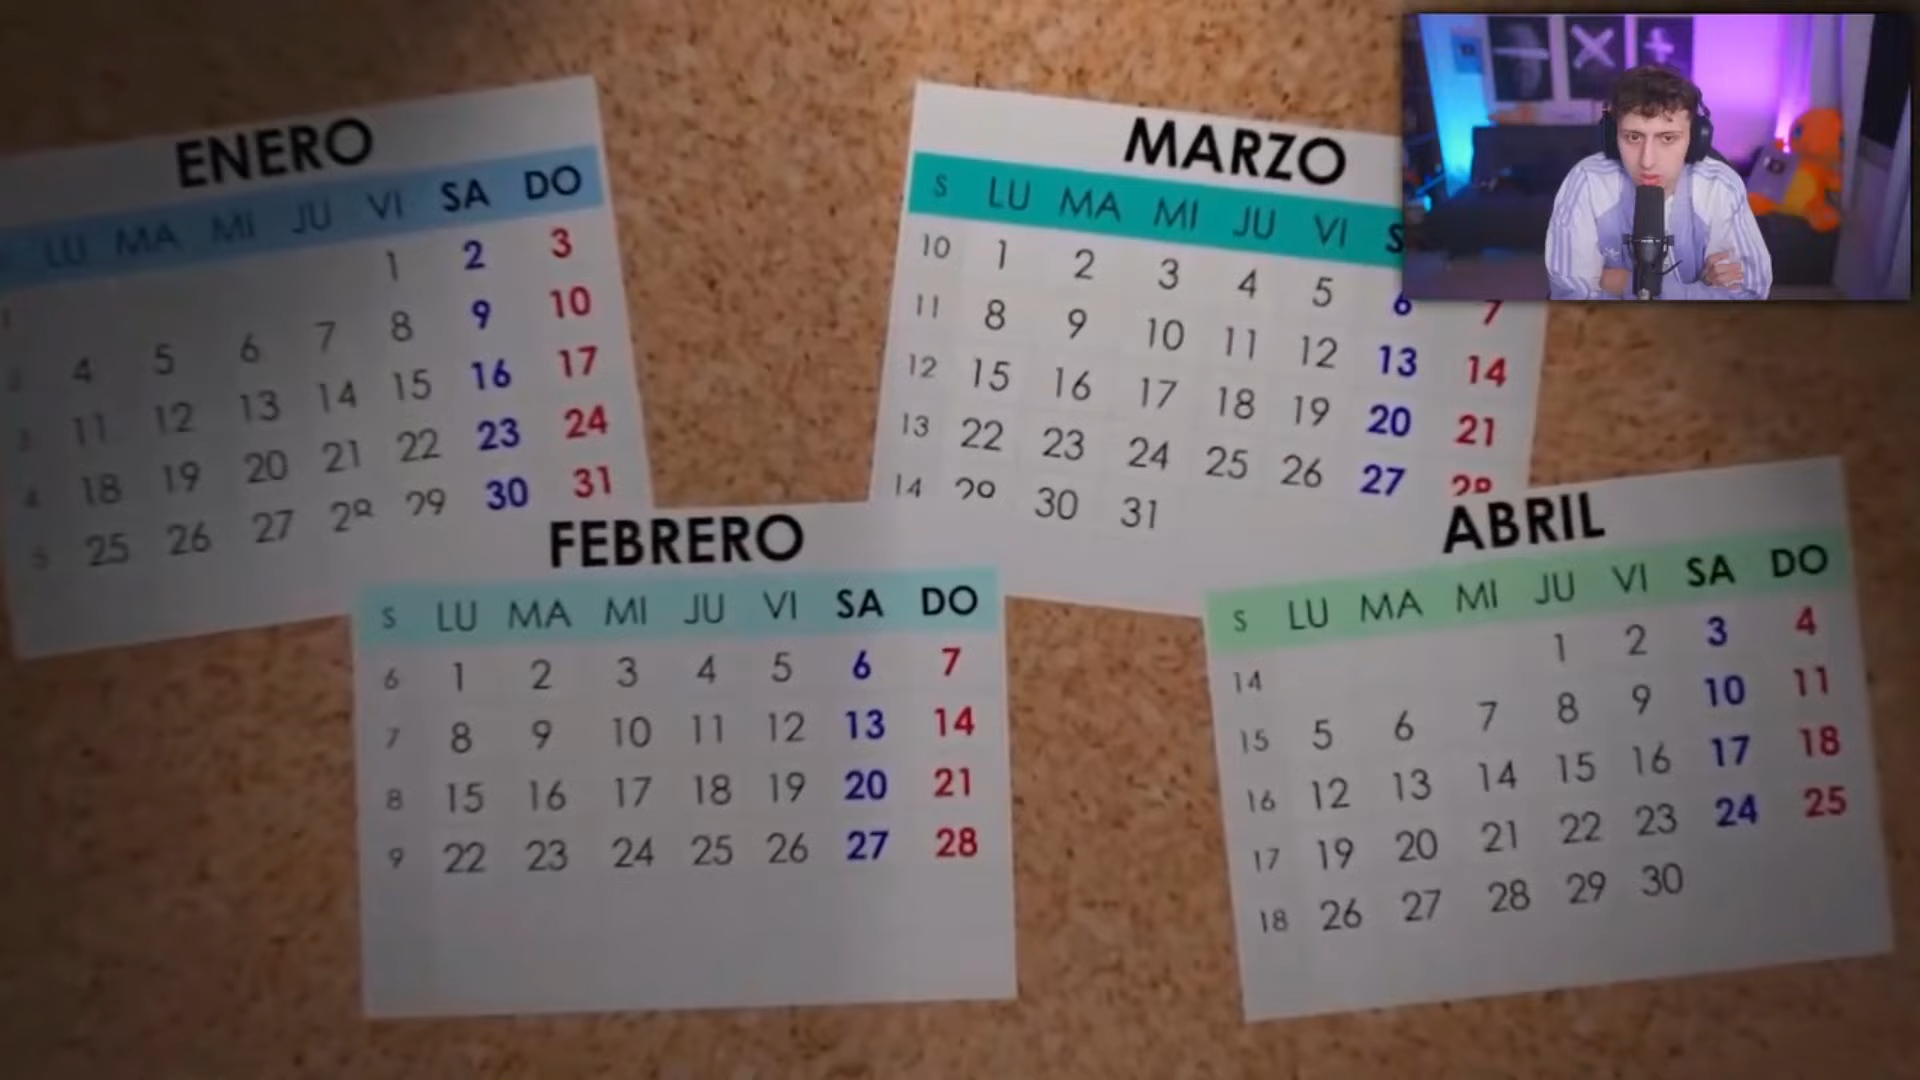 ENERO
LU MA MI JU VI SA DO
1 2 3
4 5 6 7 8 9 10
3 11 12 13 14 15 16 17
4 18 19 20 21 22 23 24
5 25 26 27 28 29 30 31
MARZO
S LU MA MI JU VI
10 1 2 3 4 5 6 7
11 8 9 10 11 12 13 14
12 15 16 17 18 19 20 21
13 22 23 24 25 26 27 28
14 29 30 31
FEBRERO
S LU MA MI JU VI SA DO
6 1 2 3 4 5 6 7
7 8 9 10 11 12 13 14
8 15 16 17 18 19 20 21
9 22 23 24 25 26 27 28
ABRIL
S LU MA MI JU VI SA DO
14 1 2 3 4
15 5 6 7 8 9 10 11
16 12 13 14 15 16 17 18
17 19 20 21 22 23 24 25
18 26 27 28 29 30